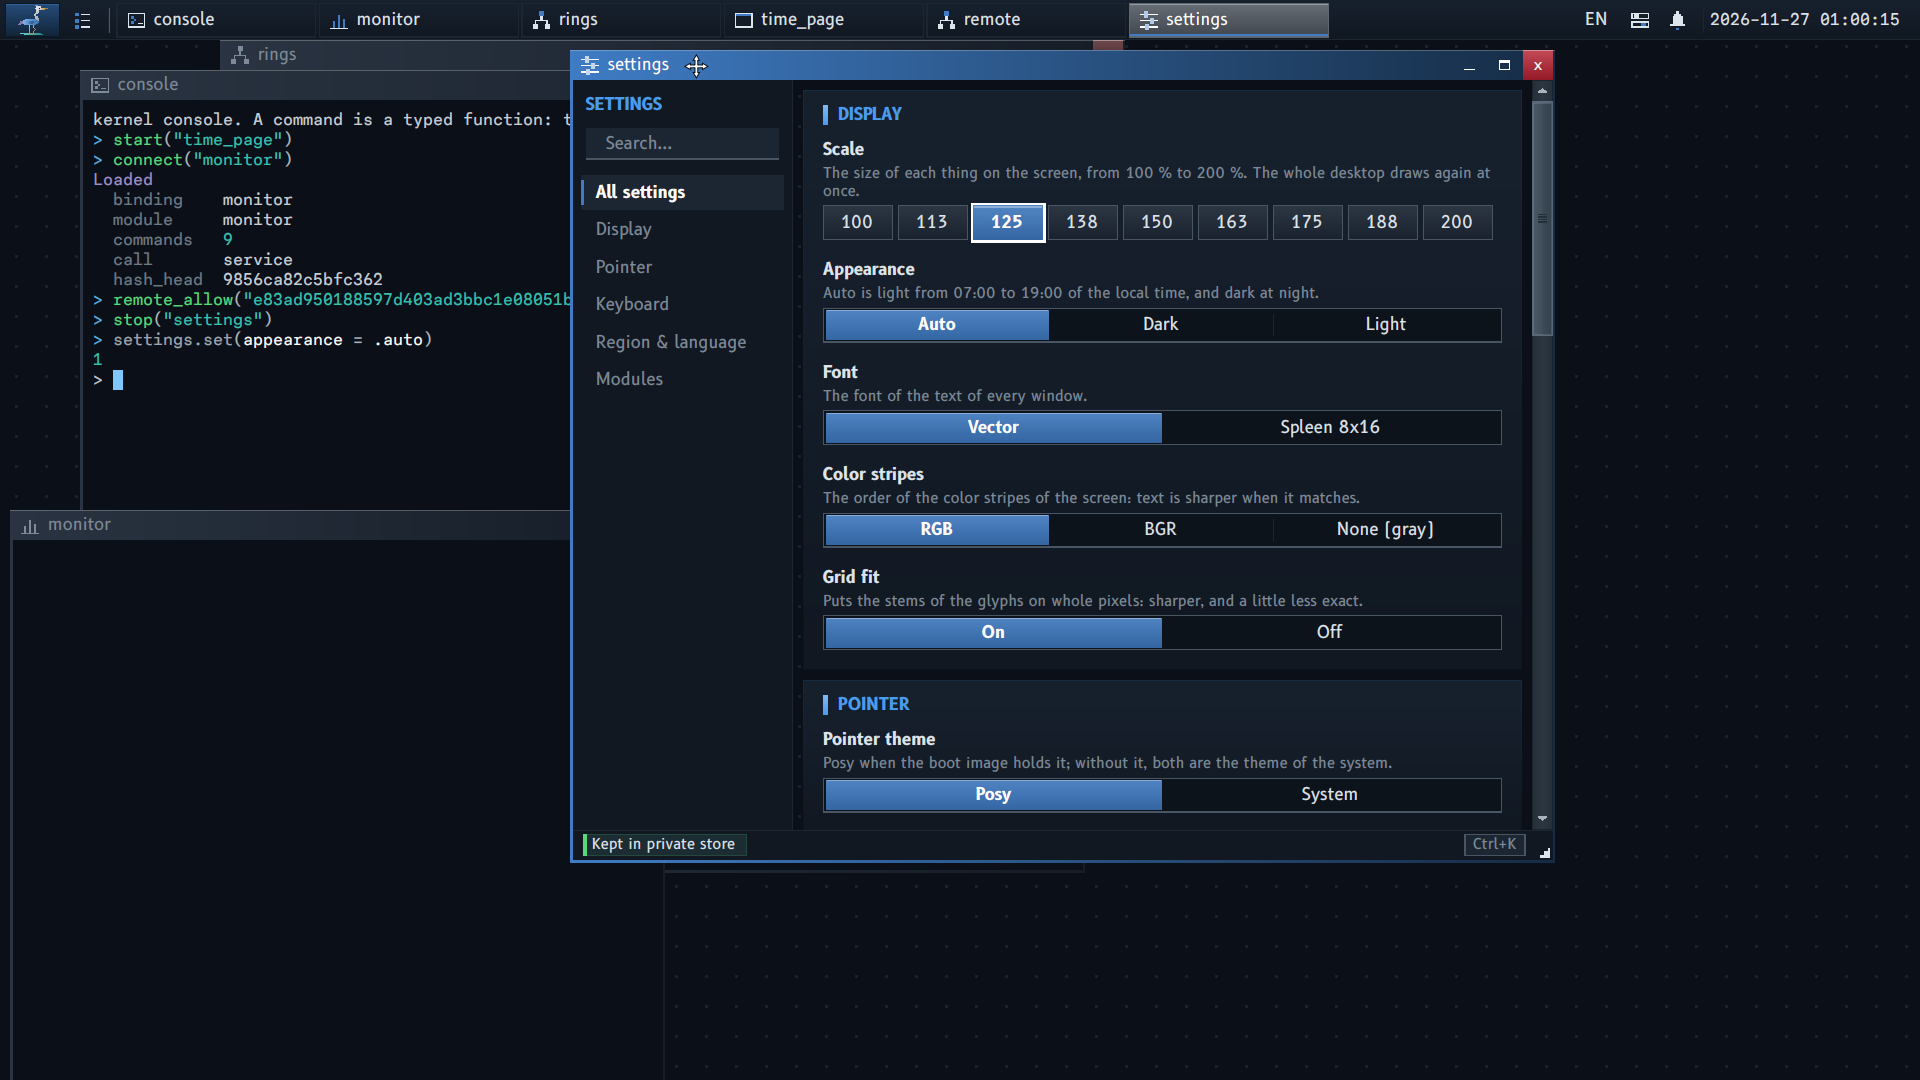 console
monitor
rings
time_page
remote
settings
EN
2026-11-27 01:00:15
rings
console
kernel console. A command is a typed function: t
> start("time_page")
> connect("monitor")
Loaded
binding monitor
module monitor
commands 9
call service
hash_head 9856ca82c5bfc362
> remote_allow("e83ad950188597d403ad3bbc1e08051b
> stop("settings")
> settings.set(appearance = .auto)
1
>
monitor
settings
x
SETTINGS
Search...
All settings
Display
Pointer
Keyboard
Region & language
Modules
DISPLAY
Scale
The size of each thing on the screen, from 100 % to 200 %. The whole desktop draws again at
once.
100 113 125 138 150 163 175 188 200
Appearance
Auto is light from 07:00 to 19:00 of the local time, and dark at night.
Auto Dark Light
Font
The font of the text of every window.
Vector Spleen 8x16
Color stripes
The order of the color stripes of the screen: text is sharper when it matches.
RGB BGR None [gray]
Grid fit
Puts the stems of the glyphs on whole pixels: sharper, and a little less exact.
On Off
POINTER
Pointer theme
Posy when the boot image holds it; without it, both are the theme of the system.
Posy System
Kept in private store
Ctrl+K